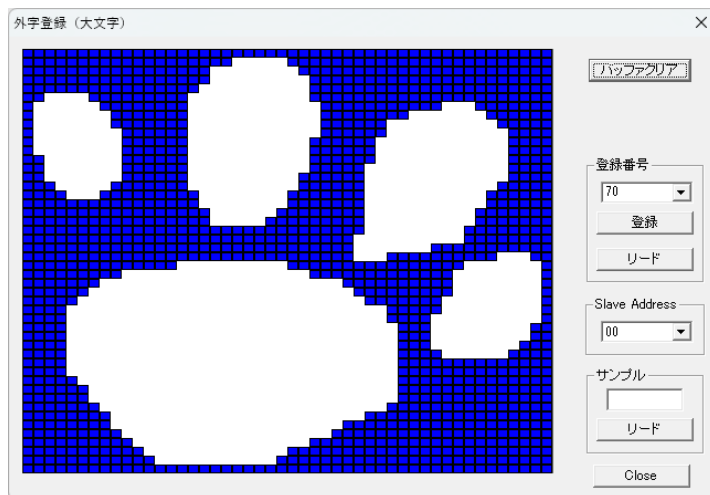 外字登録（大文字）
バッファクリア
登録番号
70
登録
リード
Slave Address
00
サンプル
リード
Close